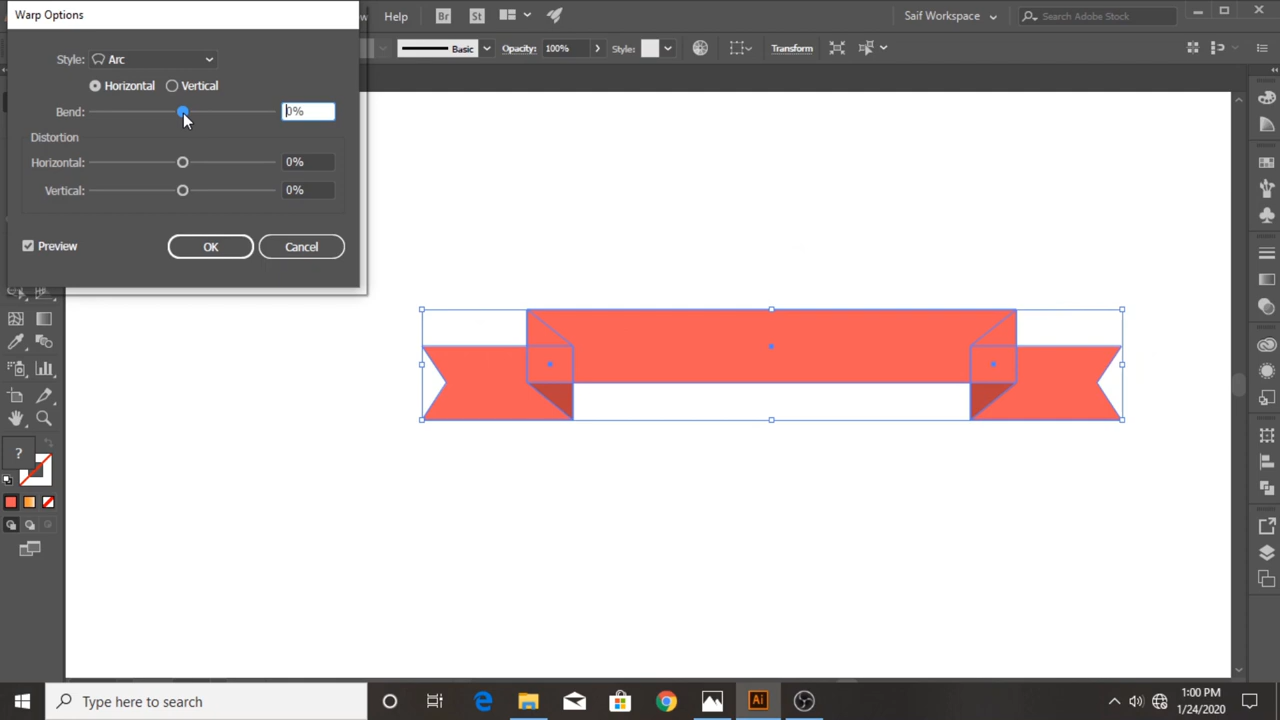 Warp Options
Help
Br
St
Saif Workspace
Search Adobe Stock
Style: Arc
Basic
Opacity: 100%
Style:
Transform
Horizontal Vertical
Bend: 0%
Distortion
Horizontal: 0%
Vertical: 0%
Preview
OK
Cancel
?
Type here to search
Ai
1:00 PM
1/24/2020